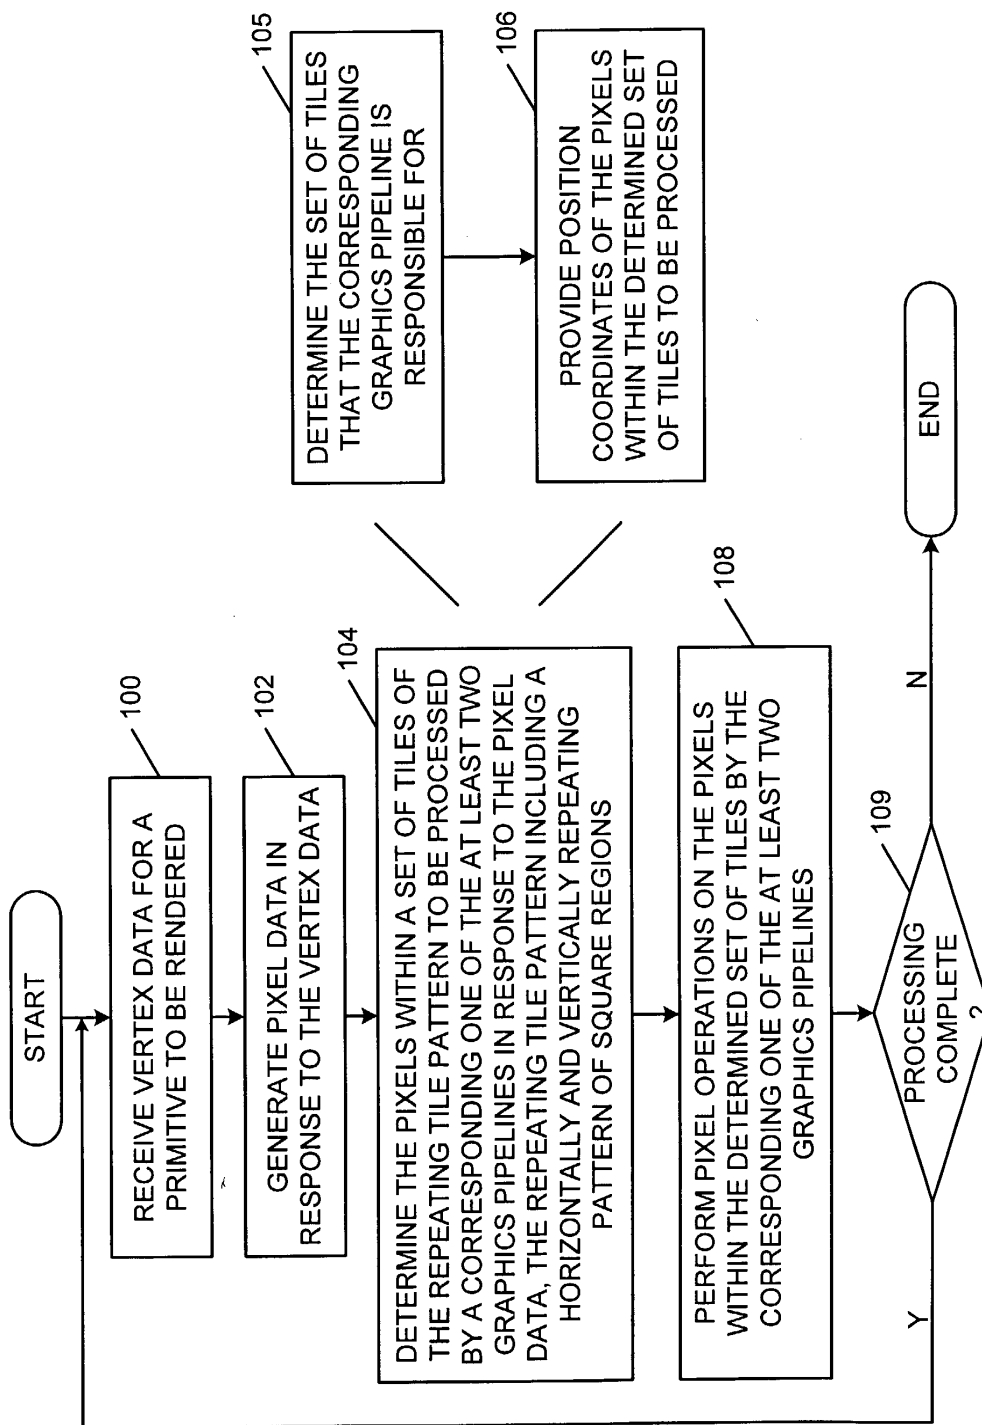 START
100
RECEIVE VERTEX DATA FOR A
PRIMITIVE TO BE RENDERED
102
GENERATE PIXEL DATA IN
RESPONSE TO THE VERTEX DATA
104
DETERMINE THE PIXELS WITHIN A SET OF TILES OF
THE REPEATING TILE PATTERN TO BE PROCESSED
BY A CORRESPONDING ONE OF THE AT LEAST TWO
GRAPHICS PIPELINES IN RESPONSE TO THE PIXEL
DATA, THE REPEATING TILE PATTERN INCLUDING A
HORIZONTALLY AND VERTICALLY REPEATING
PATTERN OF SQUARE REGIONS
105
DETERMINE THE SET OF TILES
THAT THE CORRESPONDING
GRAPHICS PIPELINE IS
RESPONSIBLE FOR
106
PROVIDE POSITION
COORDINATES OF THE PIXELS
WITHIN THE DETERMINED SET
OF TILES TO BE PROCESSED
108
PERFORM PIXEL OPERATIONS ON THE PIXELS
WITHIN THE DETERMINED SET OF TILES BY THE
CORRESPONDING ONE OF THE AT LEAST TWO
GRAPHICS PIPELINES
109
PROCESSING
COMPLETE
?
Y
N
END